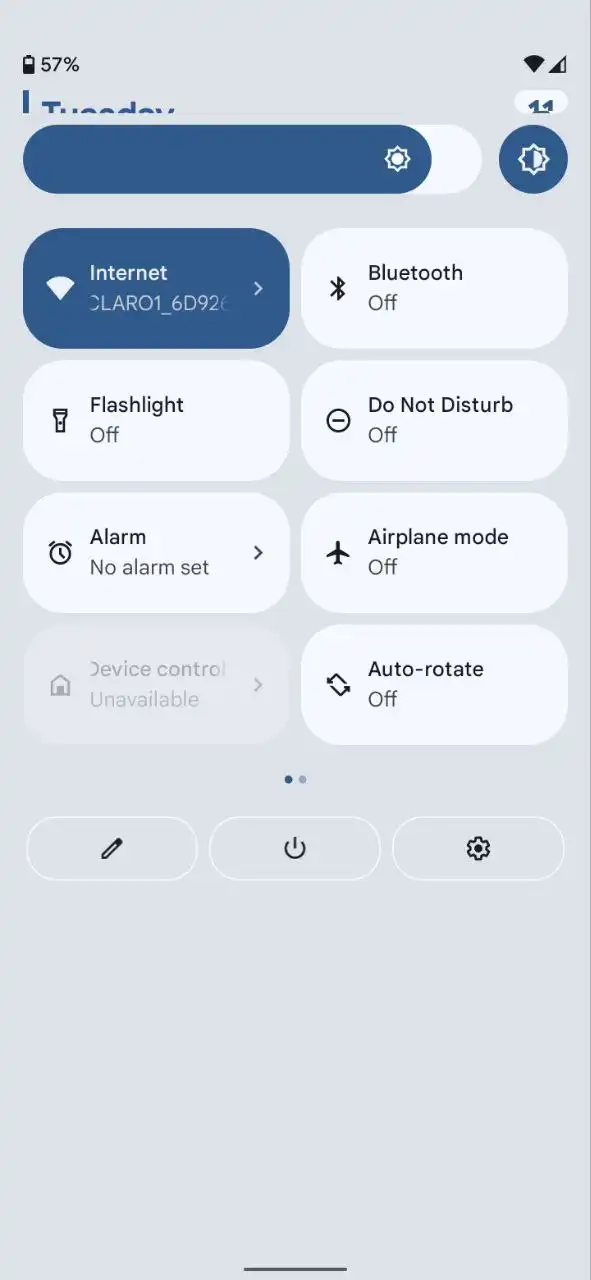 57%
Tuesday
11
Internet
CLARO1_6D926
Bluetooth
Off
Flashlight
Off
Do Not Disturb
Off
Alarm
No alarm set
Airplane mode
Off
Device control
Unavailable
Auto-rotate
Off